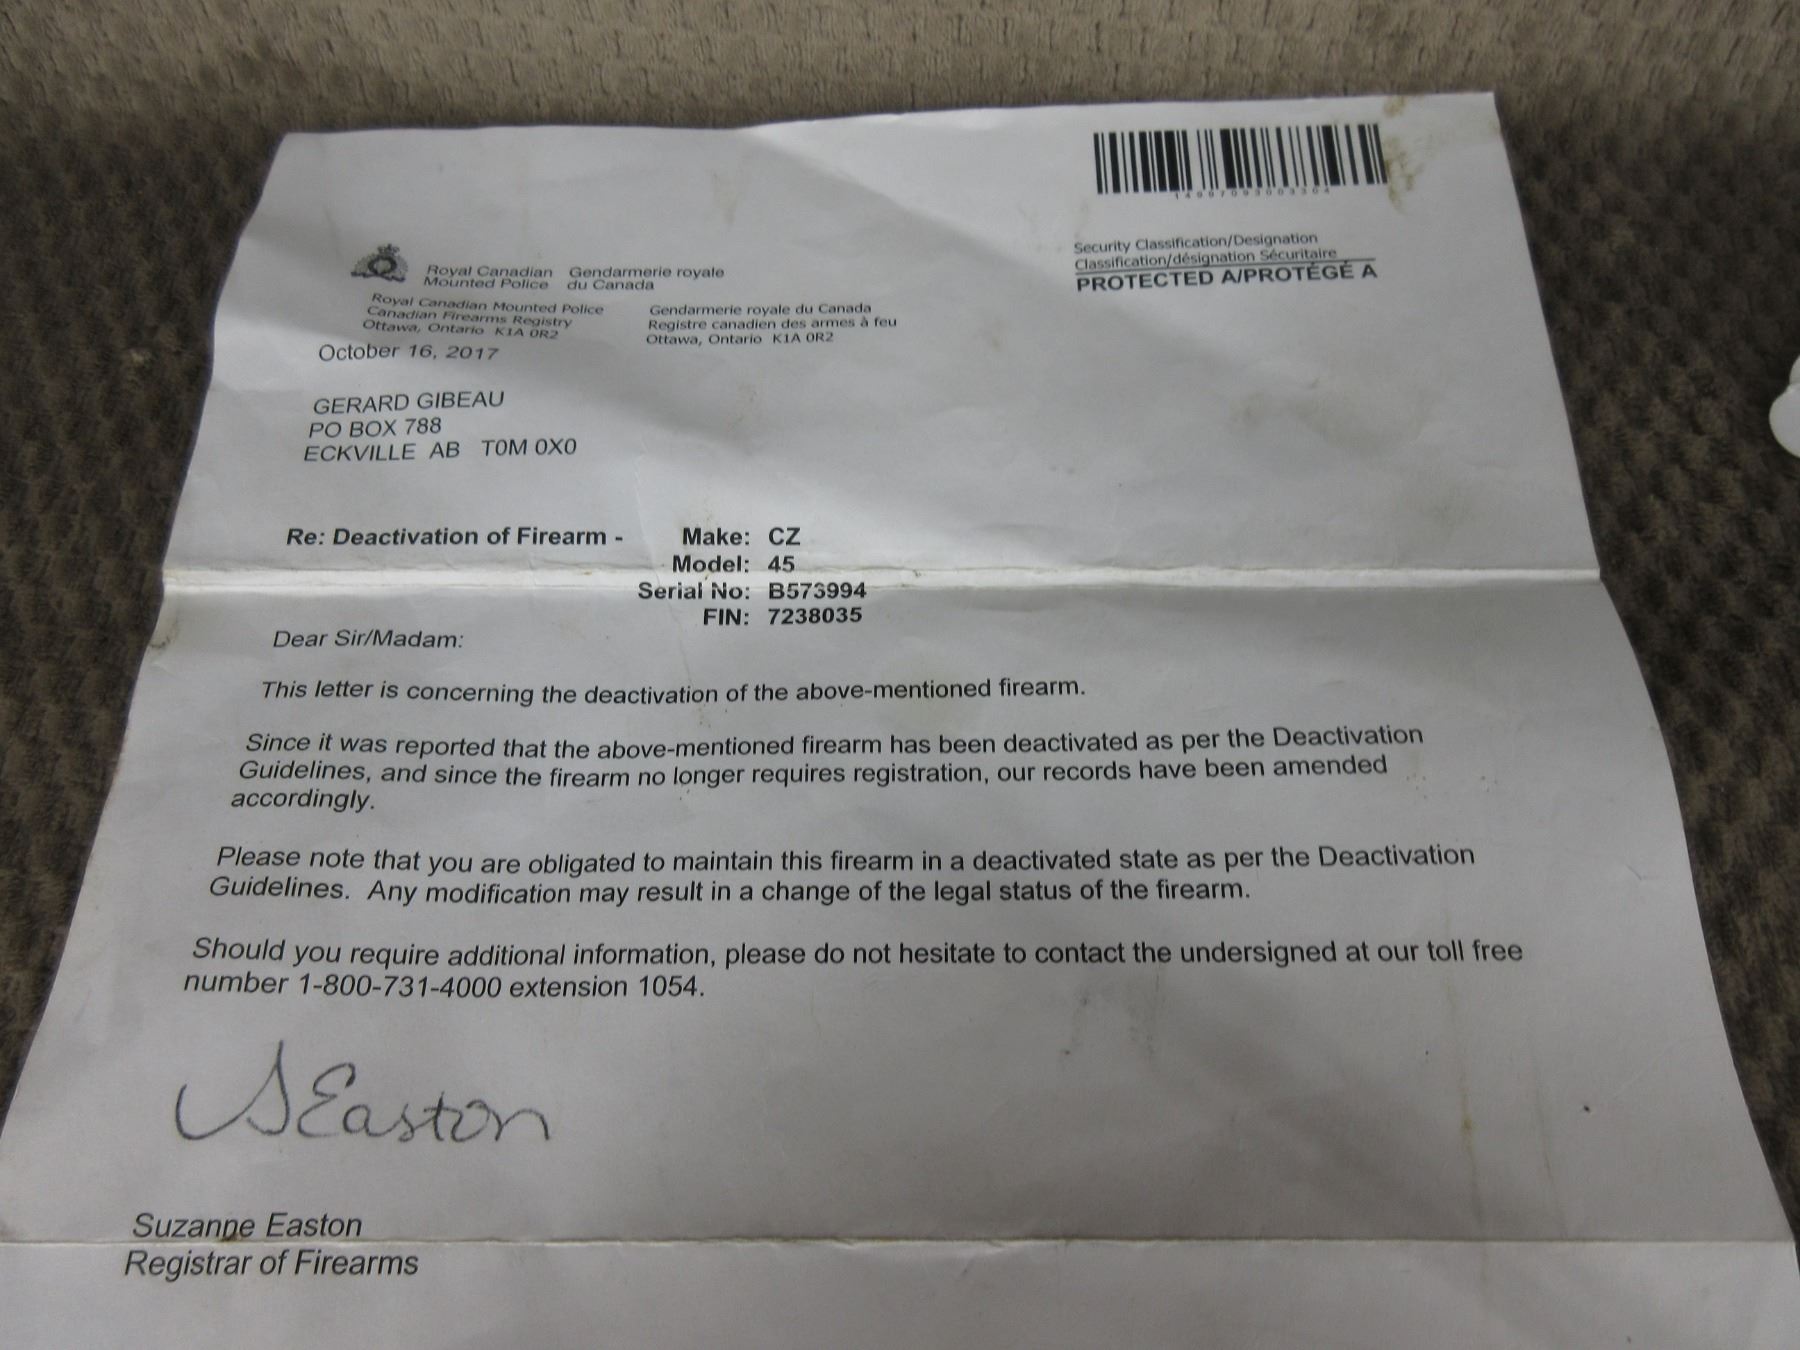 14997093003304
Security Classification/Designation
Classification/désignation Sécuritaire
PROTECTED A/PROTÉGÉ A
Royal Canadian Gendarmerie royale
Mounted Police du Canada
Royal Canadian Mounted Police
Canadian Firearms Registry
Ottawa, Ontario K1A 0R2
Gendarmerie royale du Canada
Registre canadien des armes à feu
Ottawa, Ontario K1A 0R2
October 16, 2017
GERARD GIBEAU
PO BOX 788
ECKVILLE AB T0M 0X0
Re: Deactivation of Firearm - Make: CZ
Model: 45
Serial No: B573994
FIN: 7238035
Dear Sir/Madam:
This letter is concerning the deactivation of the above-mentioned firearm.
Since it was reported that the above-mentioned firearm has been deactivated as per the Deactivation
Guidelines, and since the firearm no longer requires registration, our records have been amended
accordingly.
Please note that you are obligated to maintain this firearm in a deactivated state as per the Deactivation
Guidelines. Any modification may result in a change of the legal status of the firearm.
Should you require additional information, please do not hesitate to contact the undersigned at our toll free
number 1-800-731-4000 extension 1054.
SEaston
Suzanne Easton
Registrar of Firearms